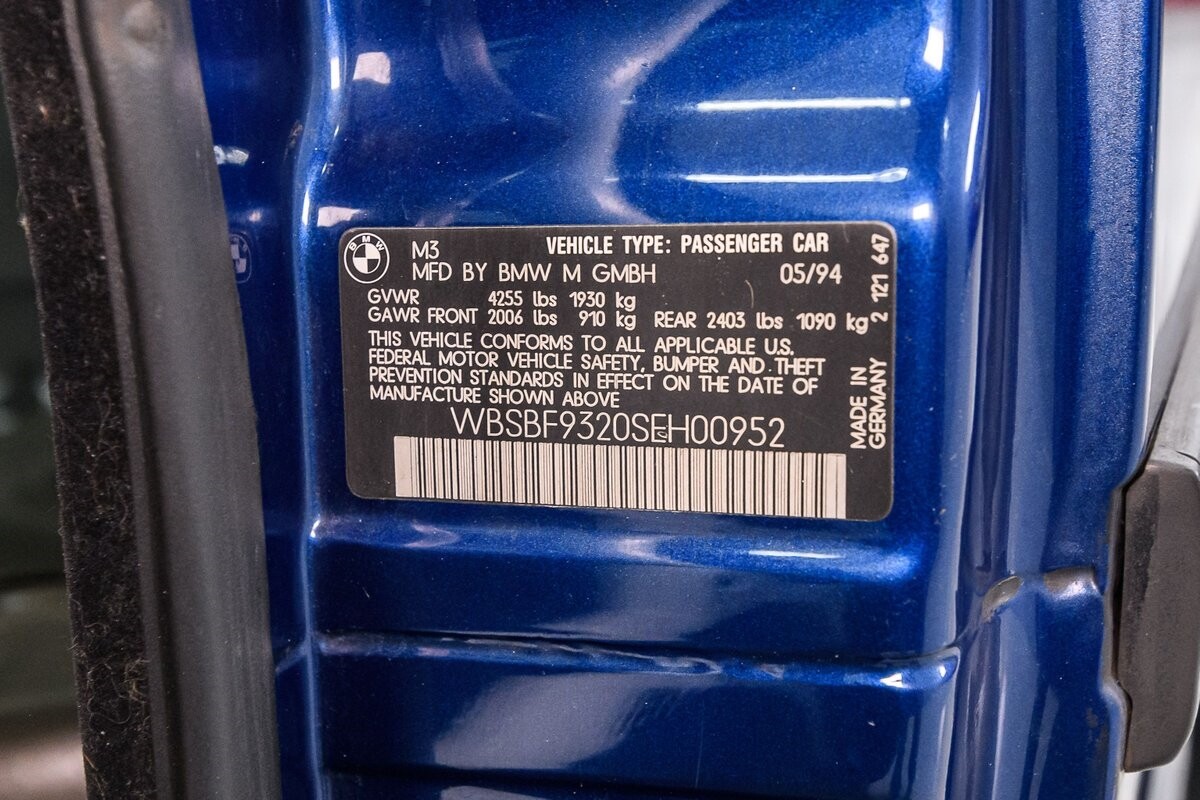 BMW
M3 VEHICLE TYPE: PASSENGER CAR
MFD BY BMW M GMBH 05/94
GVWR 4255 lbs 1930 kg
GAWR FRONT 2006 lbs 910 kg REAR 2403 lbs 1090 kg
THIS VEHICLE CONFORMS TO ALL APPLICABLE U.S.
FEDERAL MOTOR VEHICLE SAFETY, BUMPER AND THEFT
PREVENTION STANDARDS IN EFFECT ON THE DATE OF
MANUFACTURE SHOWN ABOVE
WBSBF9320SEH00952
2 121 647
MADE IN
GERMANY